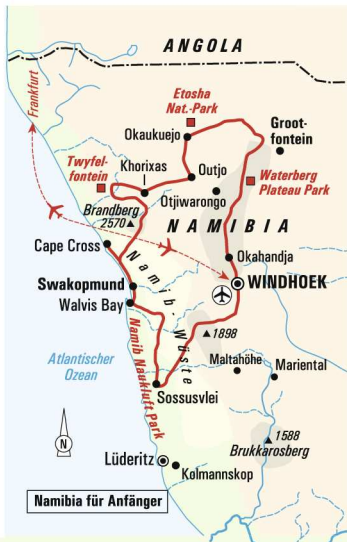 ANGOLA
Frankfurt
Etosha
Nat.-Park
Okaukuejo
Groot-
fontein
Twyfel-
fontein
Khorixas
Outjo
Waterberg
Plateau Park
Otjiwarongo
Brandberg
2570
NAMIBIA
Cape Cross
Okahandja
Namib-Wüste
Swakopmund
WINDHOEK
Walvis Bay
1898
Atlantischer
Ozean
Namib Naukluft Park
Maltahöhe
Mariental
Sossusvlei
1588
Brukkarosberg
N
Lüderitz
Kolmannskop
Namibia für Anfänger